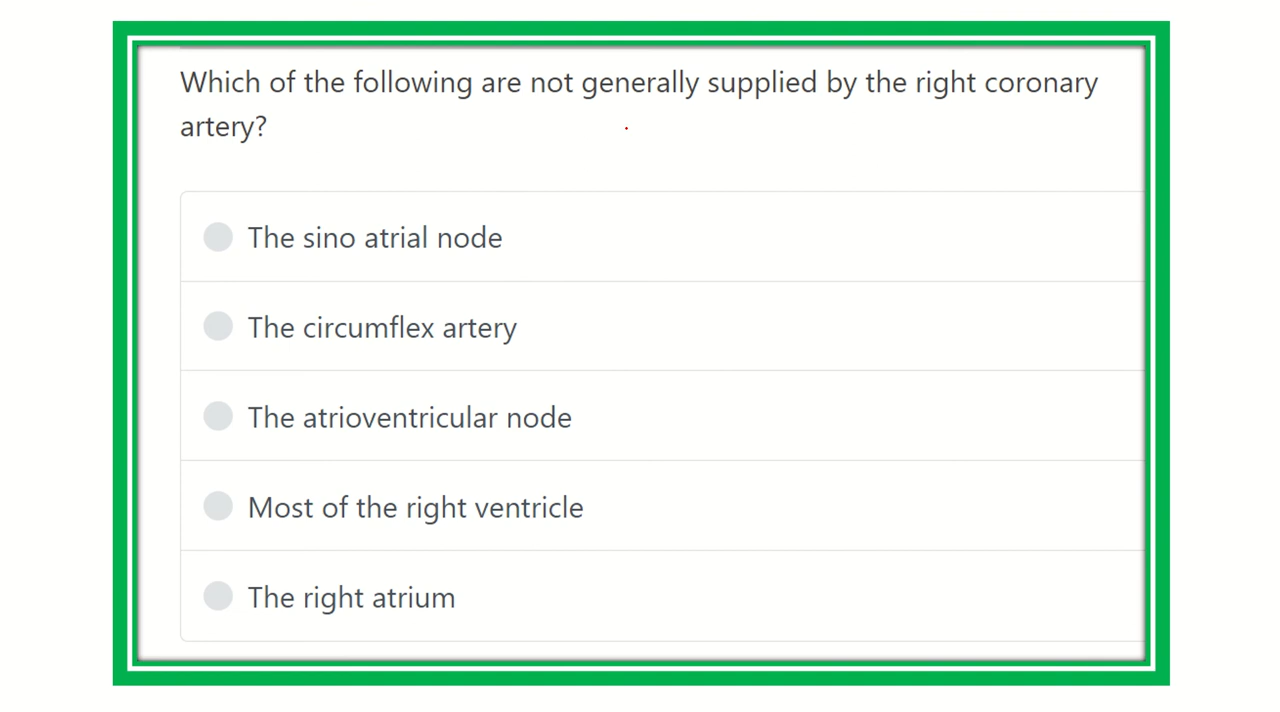 Which of the following are not generally supplied by the right coronary
artery?
The sino atrial node
The circumflex artery
The atrioventricular node
Most of the right ventricle
The right atrium